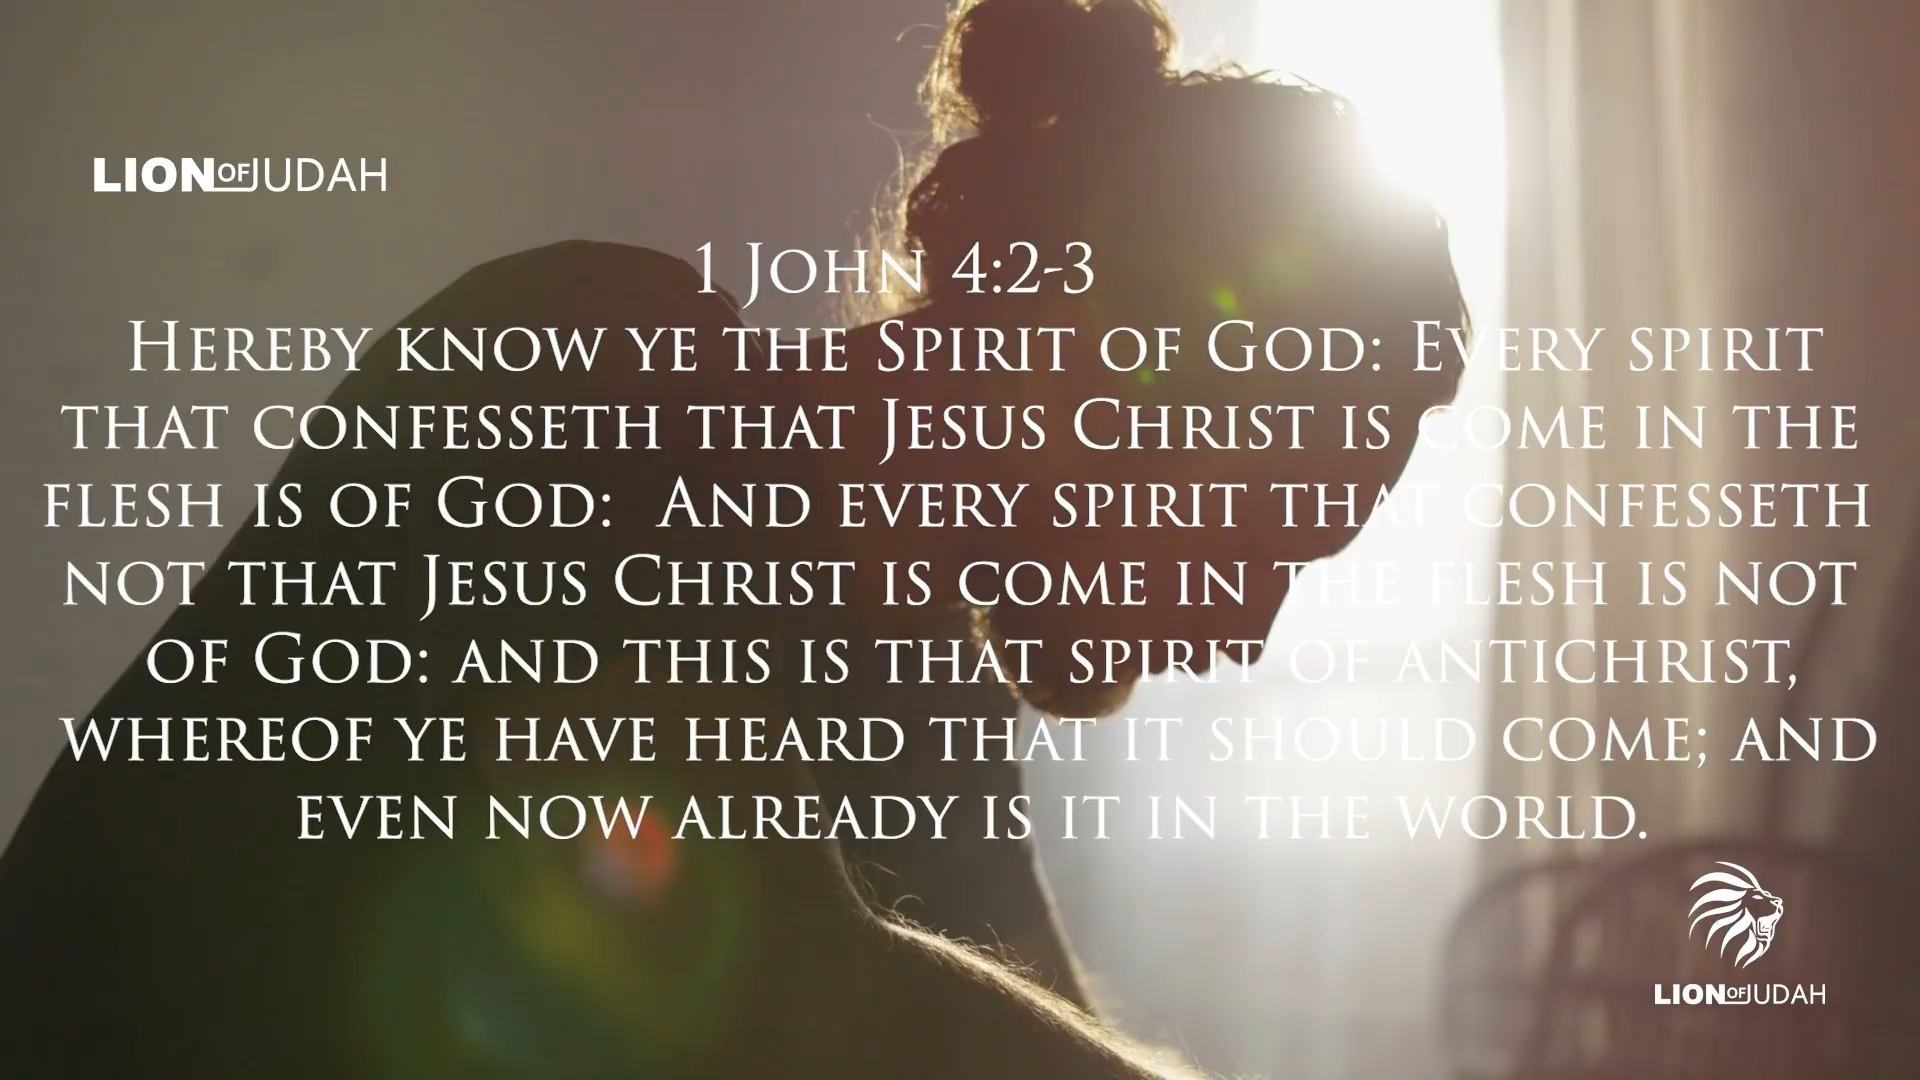 LION OF JUDAH
1 John 4:2-3
Hereby know ye the Spirit of God: Every spirit
that confesseth that Jesus Christ is come in the
flesh is of God:  And every spirit that confesseth
not that Jesus Christ is come in the flesh is not
of God: and this is that spirit of antichrist,
whereof ye have heard that it should come; and
even now already is it in the world.
LION OF JUDAH